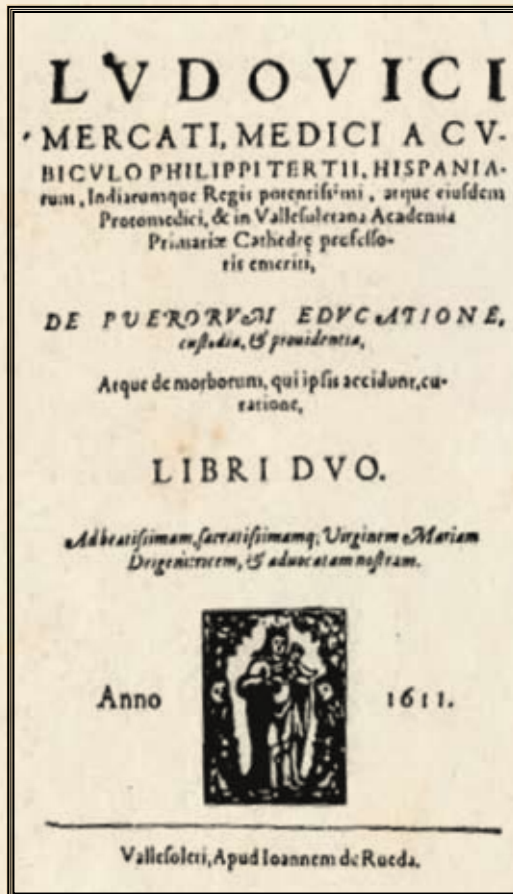 LVDOVICI
MERCATI, MEDICI A CV-
BICVLO PHILIPPI TERTII, HISPANIA-
rum, Indiarumque Regis potentiſsimi, atque eiuſdem
Protomedici, & in Valleſoletana Academia
Primariæ Cathedrę profeſſo-
ris emeriti,
DE PVERORVM EDVCATIONE,
cuſtodia, & prouidentia,
Atque de morborum, qui ipſis accidunt, cu-
ratione,
LIBRI DVO.
Ad beatiſsimam, ſacratiſsimamq; Virginem Mariam
Deigenitricem, & aduocatam noſtram.
Anno 1611.
Valleſoleti, Apud Ioannem de Rueda.